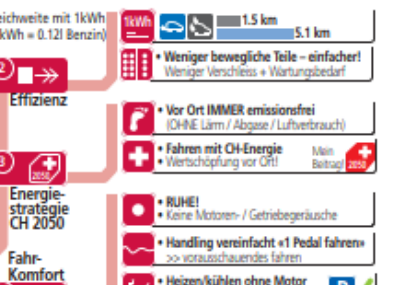 eichweite mit 1kWh
kWh = 0.12l Benzin)
1kWh
1.5 km
5.1 km
• Weniger bewegliche Teile – einfacher!
Weniger Verschleiss + Wartungsbedarf
2
Effizienz
• Vor Ort IMMER emissionsfrei
(OHNE Lärm / Abgase / Luftverbrauch)
• Fahren mit CH-Energie
• Wertschöpfung vor Ort!
Mein
Beitrag!
2050
3
2050
Energie-
strategie
CH 2050
• RUHE!
• Keine Motoren- / Getriebegeräusche
• Handling vereinfacht «1 Pedal fahren»
>> vorausschauendes fahren
Fahr-
Komfort
• Heizen/kühlen ohne Motor